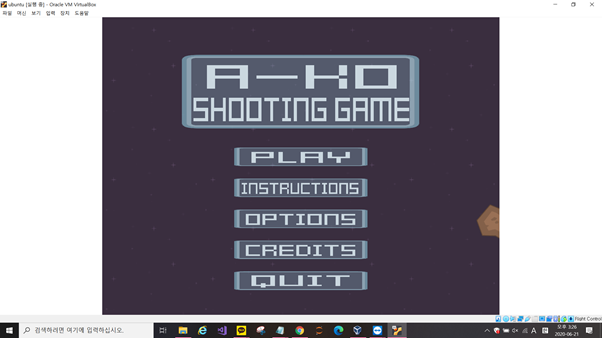 ubuntu [실행 중] - Oracle VM VirtualBox
파일 머신 보기 입력 장치 도움말
A-KO
SHOOTING GAME
PLAY
INSTRUCTIONS
OPTIONS
CREDITS
QUIT
Right Control
검색하려면 여기에 입력하십시오.
A
오후 3:26
2020-06-21